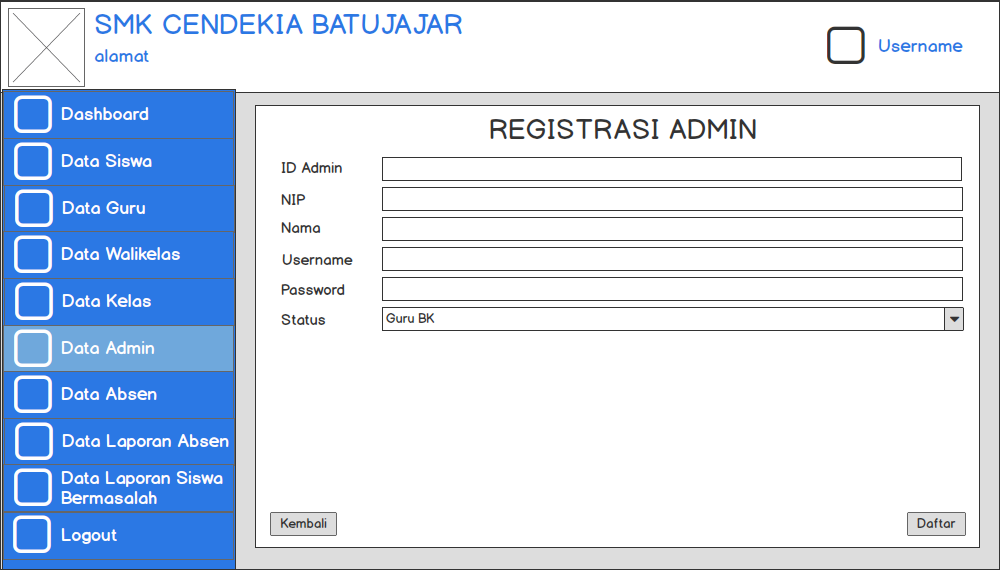 SMK CENDEKIA BATUJAJAR
alamat
Username
Dashboard
Data Siswa
Data Guru
Data Walikelas
Data Kelas
Data Admin
Data Absen
Data Laporan Absen
Data Laporan Siswa
Bermasalah
Logout
REGISTRASI ADMIN
ID Admin
NIP
Nama
Username
Password
Status
Guru BK
Kembali
Daftar